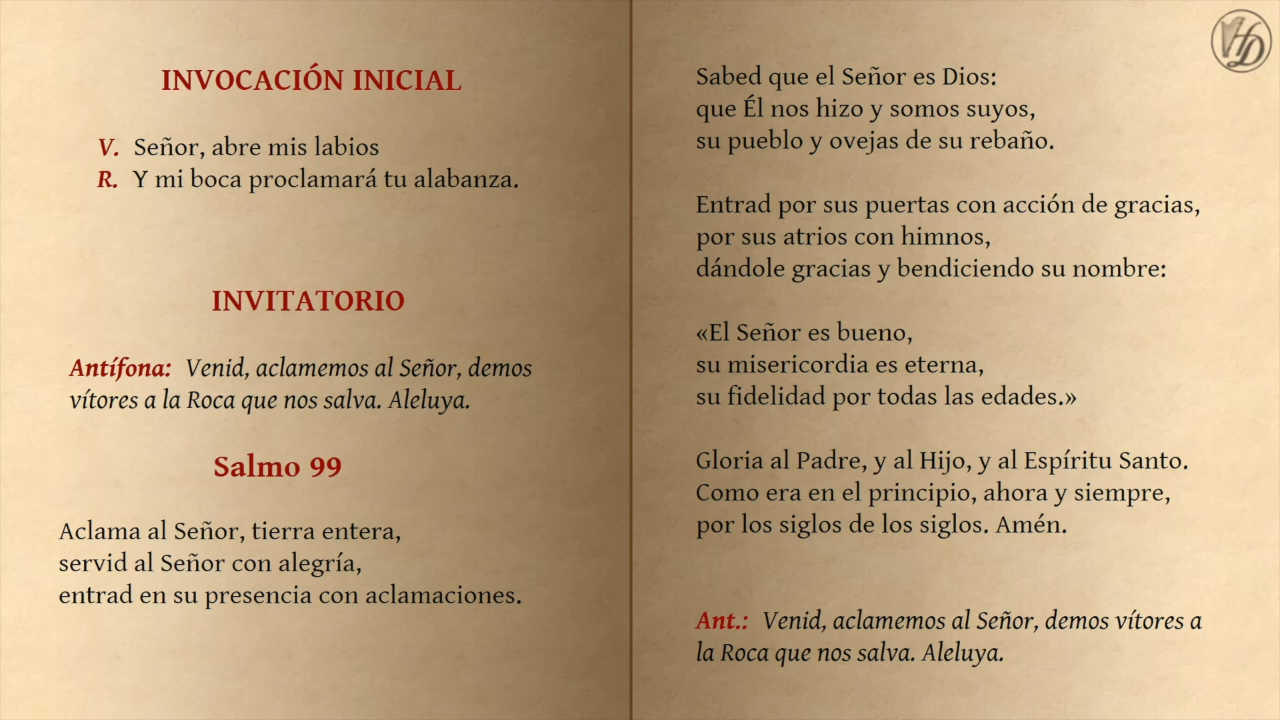 INVOCACIÓN INICIAL
V. Señor, abre mis labios
R. Y mi boca proclamará tu alabanza.
INVITATORIO
Antífona: Venid, aclamemos al Señor, demos
vítores a la Roca que nos salva. Aleluya.
Salmo 99
Aclama al Señor, tierra entera,
servid al Señor con alegría,
entrad en su presencia con aclamaciones.
Sabed que el Señor es Dios:
que Él nos hizo y somos suyos,
su pueblo y ovejas de su rebaño.
Entrad por sus puertas con acción de gracias,
por sus atrios con himnos,
dándole gracias y bendiciendo su nombre:
«El Señor es bueno,
su misericordia es eterna,
su fidelidad por todas las edades.»
Gloria al Padre, y al Hijo, y al Espíritu Santo.
Como era en el principio, ahora y siempre,
por los siglos de los siglos. Amén.
Ant.: Venid, aclamemos al Señor, demos vítores a
la Roca que nos salva. Aleluya.
HD